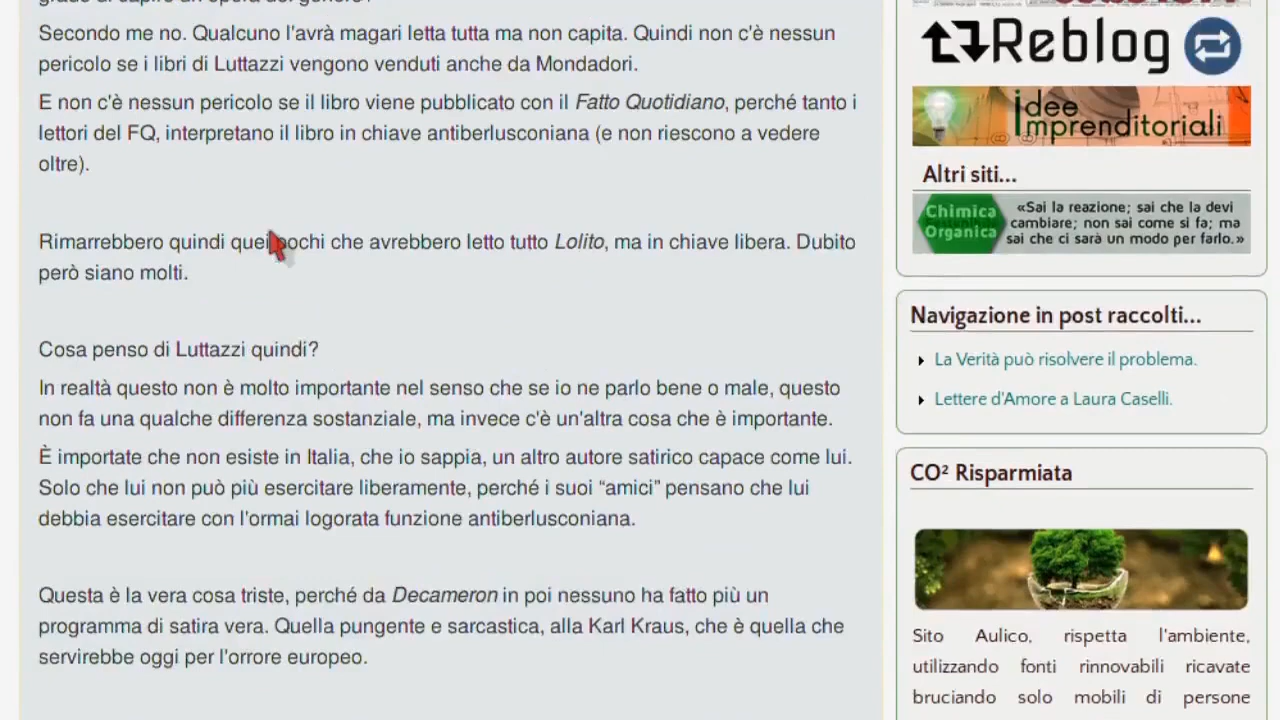 Secondo me no. Qualcuno l'avrà magari letta tutta ma non capita. Quindi non c'è nessun
pericolo se i libri di Luttazzi vengono venduti anche da Mondadori.
E non c'è nessun pericolo se il libro viene pubblicato con il Fatto Quotidiano, perché tanto i
lettori del FQ, interpretano il libro in chiave antiberlusconiana (e non riescono a vedere
oltre).
Rimarrebbero quindi quei pochi che avrebbero letto tutto Lolito, ma in chiave libera. Dubito
però siano molti.
Cosa penso di Luttazzi quindi?
In realtà questo non è molto importante nel senso che se io ne parlo bene o male, questo
non fa una qualche differenza sostanziale, ma invece c'è un'altra cosa che è importante.
È importate che non esiste in Italia, che io sappia, un altro autore satirico capace come lui.
Solo che lui non può più esercitare liberamente, perché i suoi “amici” pensano che lui
debbia esercitare con l'ormai logorata funzione antiberlusconiana.
Questa è la vera cosa triste, perché da Decameron in poi nessuno ha fatto più un
programma di satira vera. Quella pungente e sarcastica, alla Karl Kraus, che è quella che
servirebbe oggi per l'orrore europeo.
Reblog
idee
imprenditoriali
Altri siti...
Chimica
Organica
«Sai la reazione; sai che la devi
cambiare; non sai come si fa; ma
sai che ci sarà un modo per farlo.»
Navigazione in post raccolti...
La Verità può risolvere il problema.
Lettere d'Amore a Laura Caselli.
CO² Risparmiata
Sito Aulico, rispetta l'ambiente,
utilizzando fonti rinnovabili ricavate
bruciando solo mobili di persone